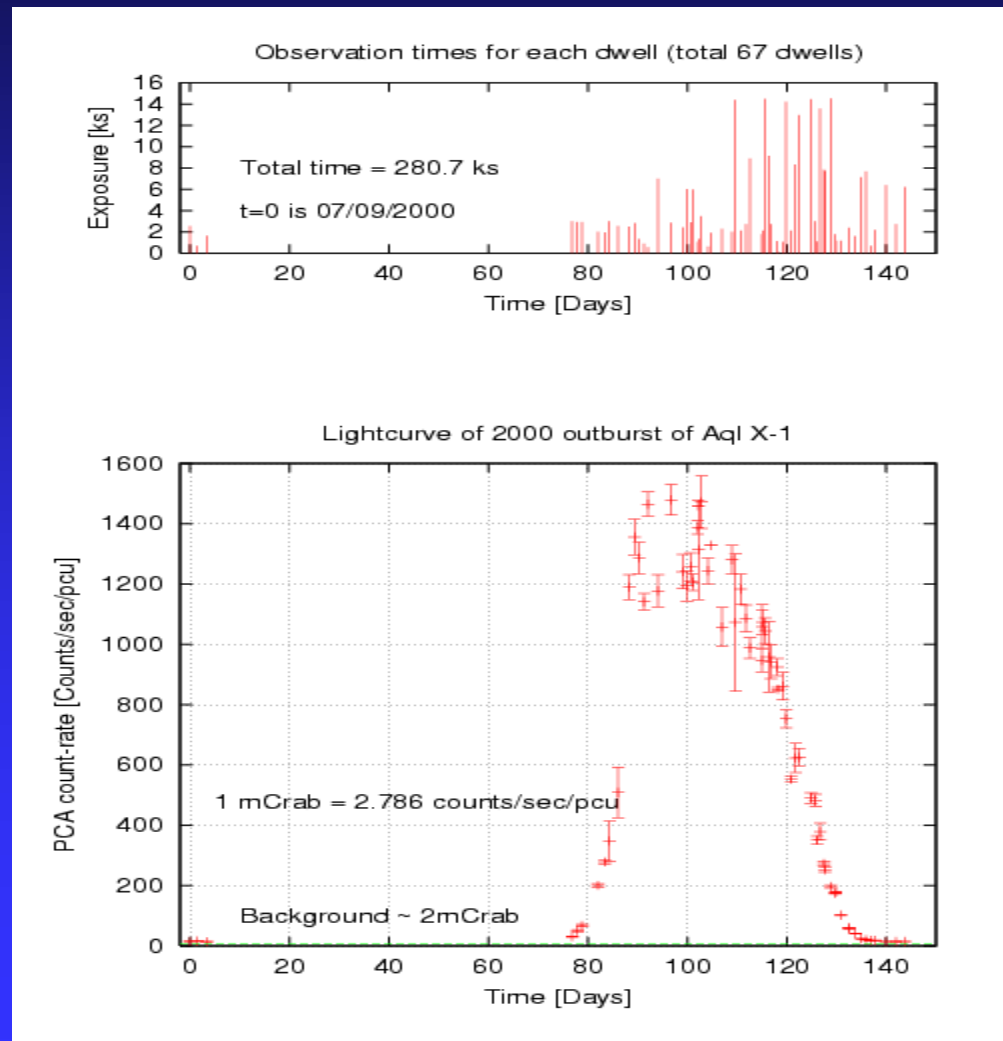 Observation times for each dwell (total 67 dwells)
Exposure [ks]
16
14
12
10
8
6
4
2
0
Total time = 280.7 ks
t=0 is 07/09/2000
0 20 40 60 80 100 120 140
Time [Days]
Lightcurve of 2000 outburst of Aql X-1
PCA count-rate [Counts/sec/pcu]
1600
1400
1200
1000
800
600
400
200
0
1 mCrab = 2.786 counts/sec/pcu
Background ~ 2mCrab
0 20 40 60 80 100 120 140
Time [Days]